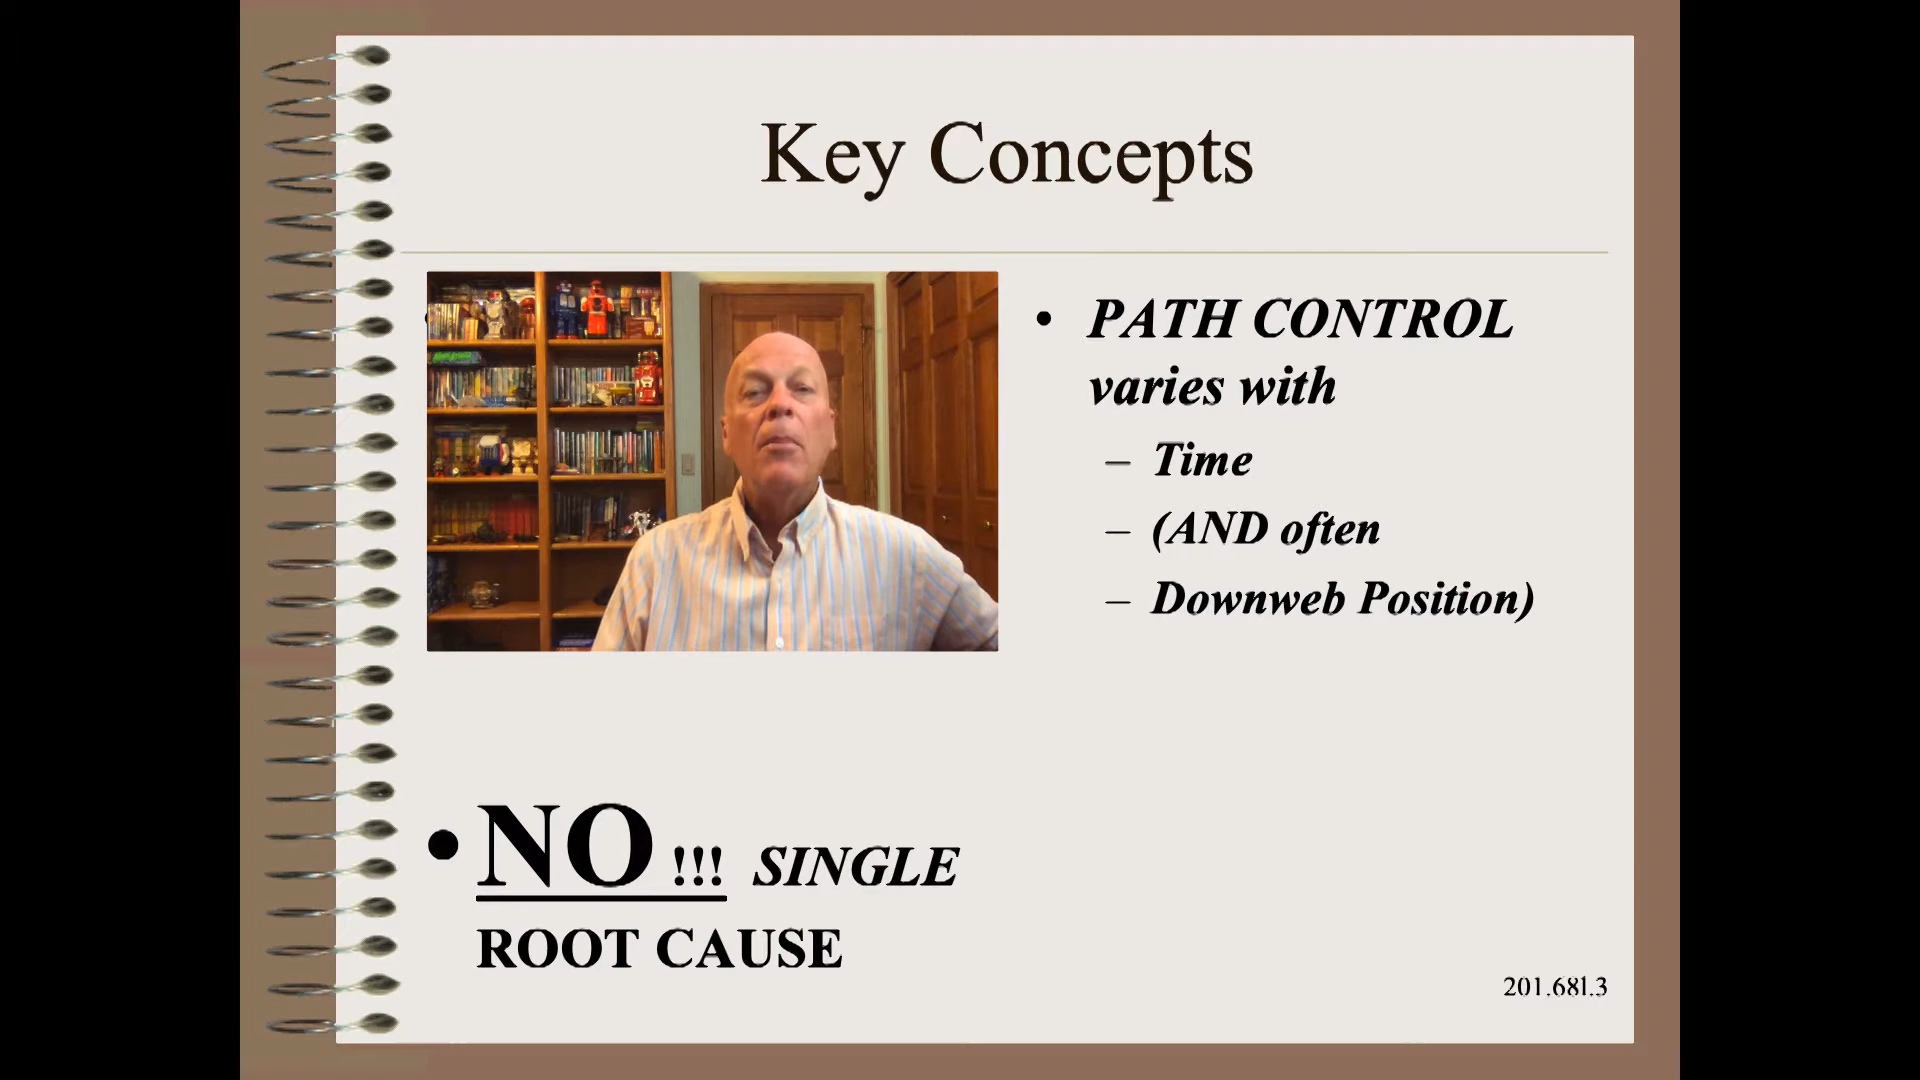 Key Concepts
• PATH CONTROL
varies with
– Time
– (AND often
– Downweb Position)
• NO !!! SINGLE
ROOT CAUSE
201.681.3